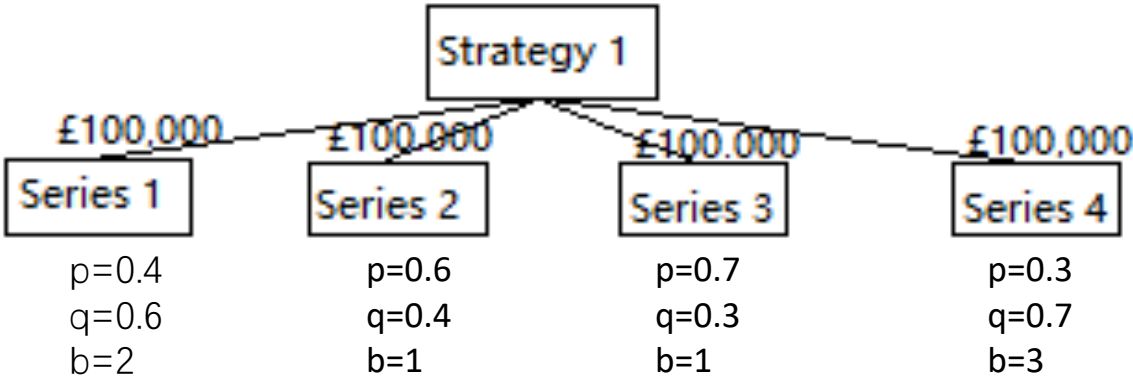 Strategy 1
£100,000 £100.000 £100.000 £100,000
Series 1 Series 2 Series 3 Series 4
p=0.4 p=0.6 p=0.7 p=0.3
q=0.6 q=0.4 q=0.3 q=0.7
b=2 b=1 b=1 b=3